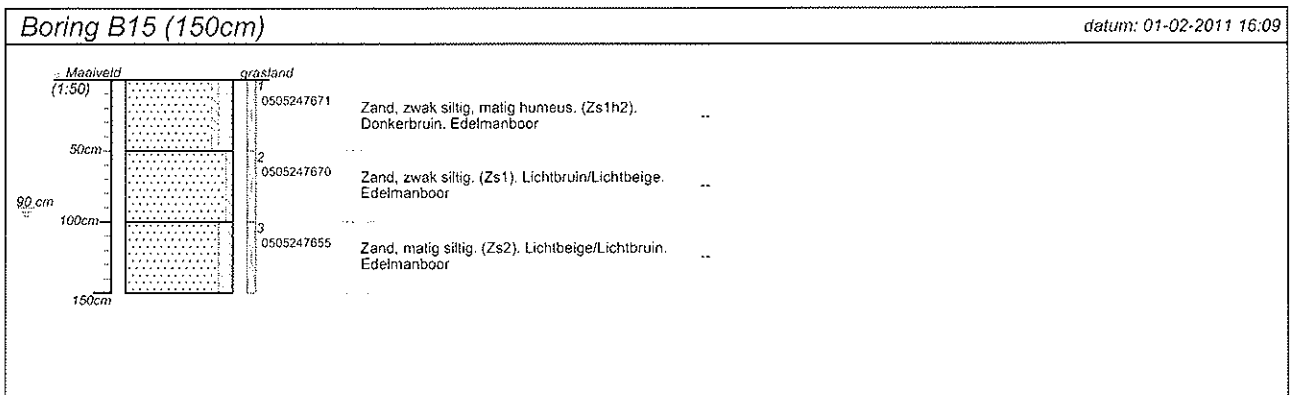 Boring B15 (150cm)
datum: 01-02-2011 16:09
Maaiveld
grasland
(1:50)
1
0505247671
Zand, zwak siltig, matig humeus. (Zs1h2).
Donkerbruin. Edelmanboor
--
50cm
2
0505247670
Zand, zwak siltig. (Zs1). Lichtbruin/Lichtbeige.
Edelmanboor
--
90 cm
100cm
3
0505247655
Zand, matig siltig. (Zs2). Lichtbeige/Lichtbruin.
Edelmanboor
--
150cm